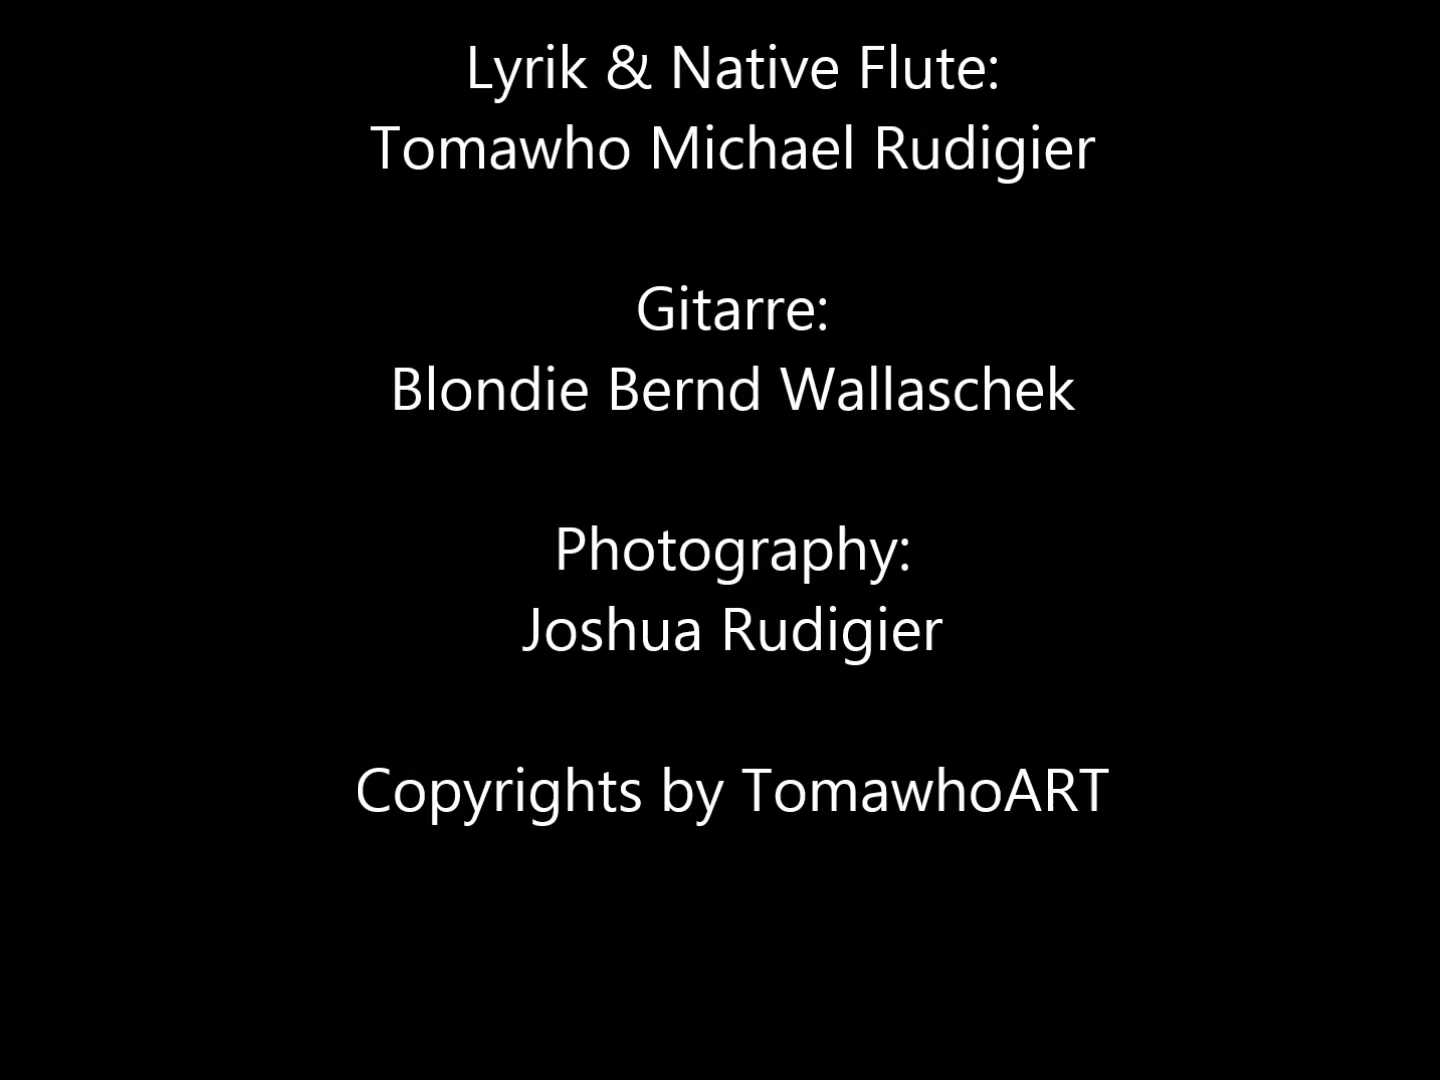 Lyrik & Native Flute:
Tomawho Michael Rudigier
Gitarre:
Blondie Bernd Wallaschek
Photography:
Joshua Rudigier
Copyrights by TomawhoART